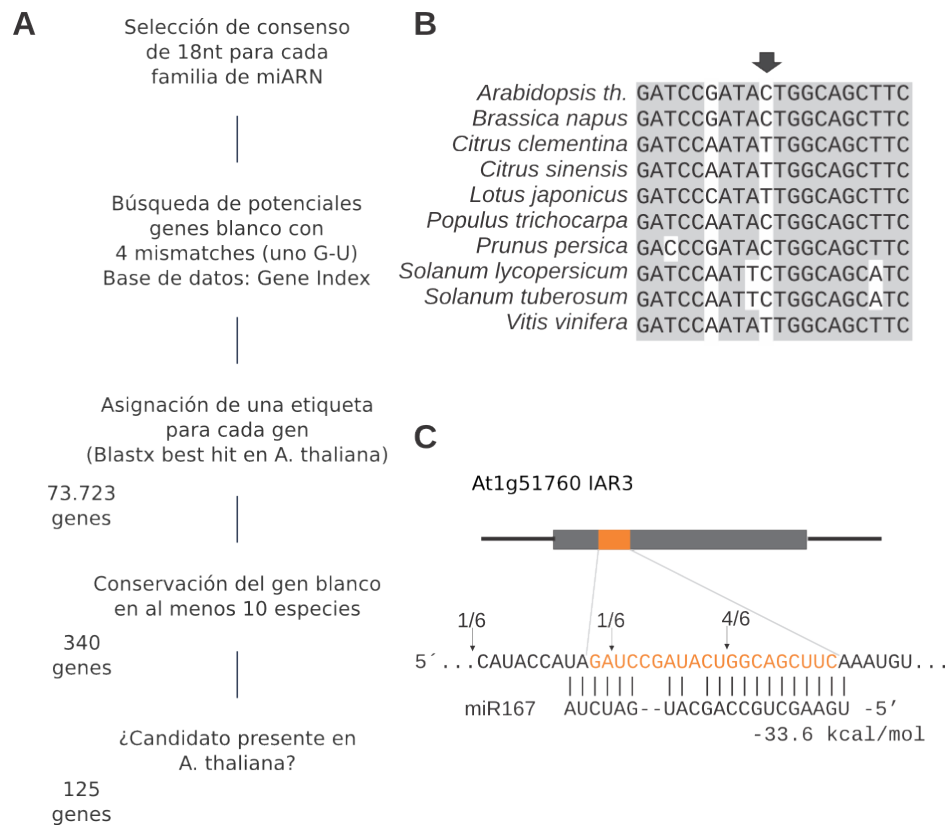 A
Selección de consenso
de 18nt para cada
familia de miARN
Búsqueda de potenciales
genes blanco con
4 mismatches (uno G-U)
Base de datos: Gene Index
Asignación de una etiqueta
para cada gen
(Blastx best hit en A. thaliana)
73.723
genes
Conservación del gen blanco
en al menos 10 especies
340
genes
¿Candidato presente en
A. thaliana?
125
genes
B
Arabidopsis th. GATCCGATACTGGCAGCTTC
Brassica napus GATCCGATACTGGCAGCTTC
Citrus clementina GATCCAATATTGGCAGCTTC
Citrus sinensis GATCCAATATTGGCAGCTTC
Lotus japonicus GATCCCATATTGGCAGCTTC
Populus trichocarpa GATCCAATACTGGCAGCTTC
Prunus persica GACCCGATACTGGCAGCTTC
Solanum lycopersicum GATCCAATTCTGGCAGCATC
Solanum tuberosum GATCCAATTCTGGCAGCATC
Vitis vinifera GATCCAATATTGGCAGCTTC
C
At1g51760 IAR3
1/6 1/6 4/6
5´...CAUACCAUAGAUCCGAUACUGGCAGCUUCAAAUGU...
miR167 AUCUAG--UACGACCGUCGAAGU -5’
-33.6 kcal/mol